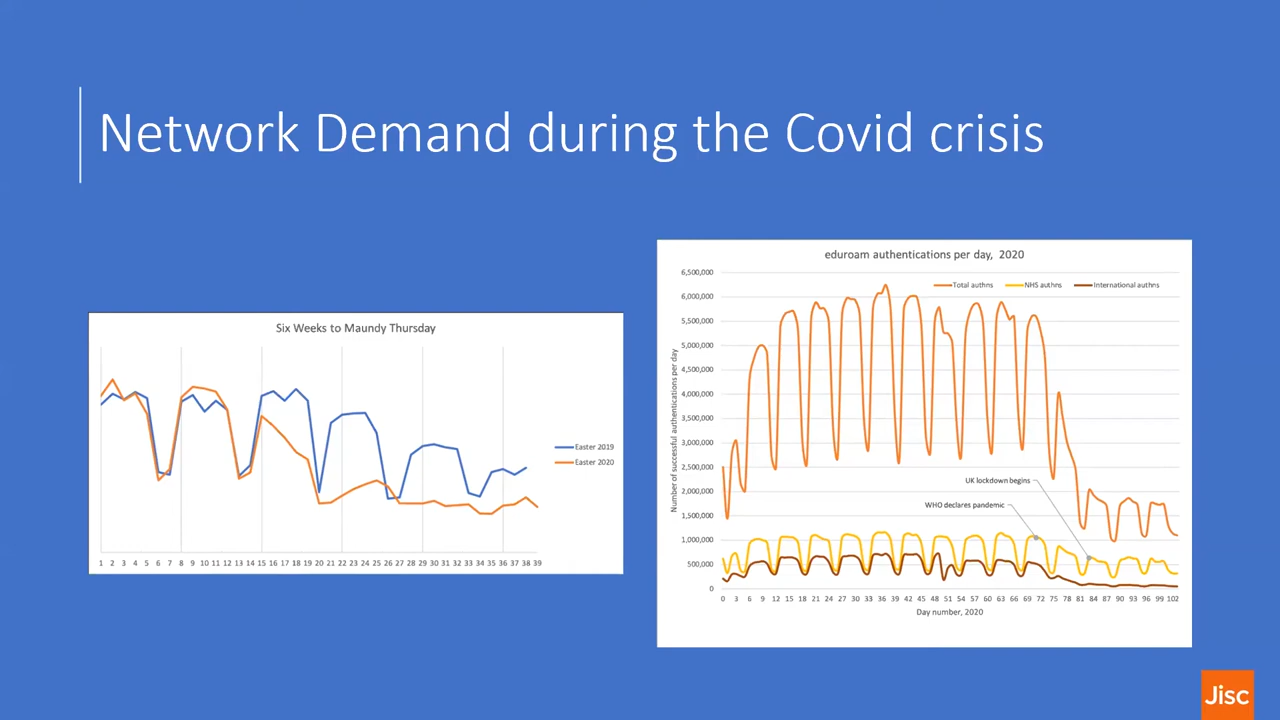 Network Demand during the Covid crisis
Six Weeks to Maundy Thursday
Easter 2019
Easter 2020
1 2 3 4 5 6 7 8 9 10 11 12 13 14 15 16 17 18 19 20 21 22 23 24 25 26 27 28 29 30 31 32 33 34 35 36 37 38 39
eduroam authentications per day, 2020
Total authns NHS authns International authns
Number of successful authentications per day
6,500,000
6,000,000
5,500,000
5,000,000
4,500,000
4,000,000
3,500,000
3,000,000
2,500,000
2,000,000
1,500,000
1,000,000
500,000
0
UK lockdown begins
WHO declares pandemic
0 3 6 9 12 15 18 21 24 27 30 33 36 39 42 45 48 51 54 57 60 63 66 69 72 75 78 81 84 87 90 93 96 99 102
Day number, 2020
Jisc